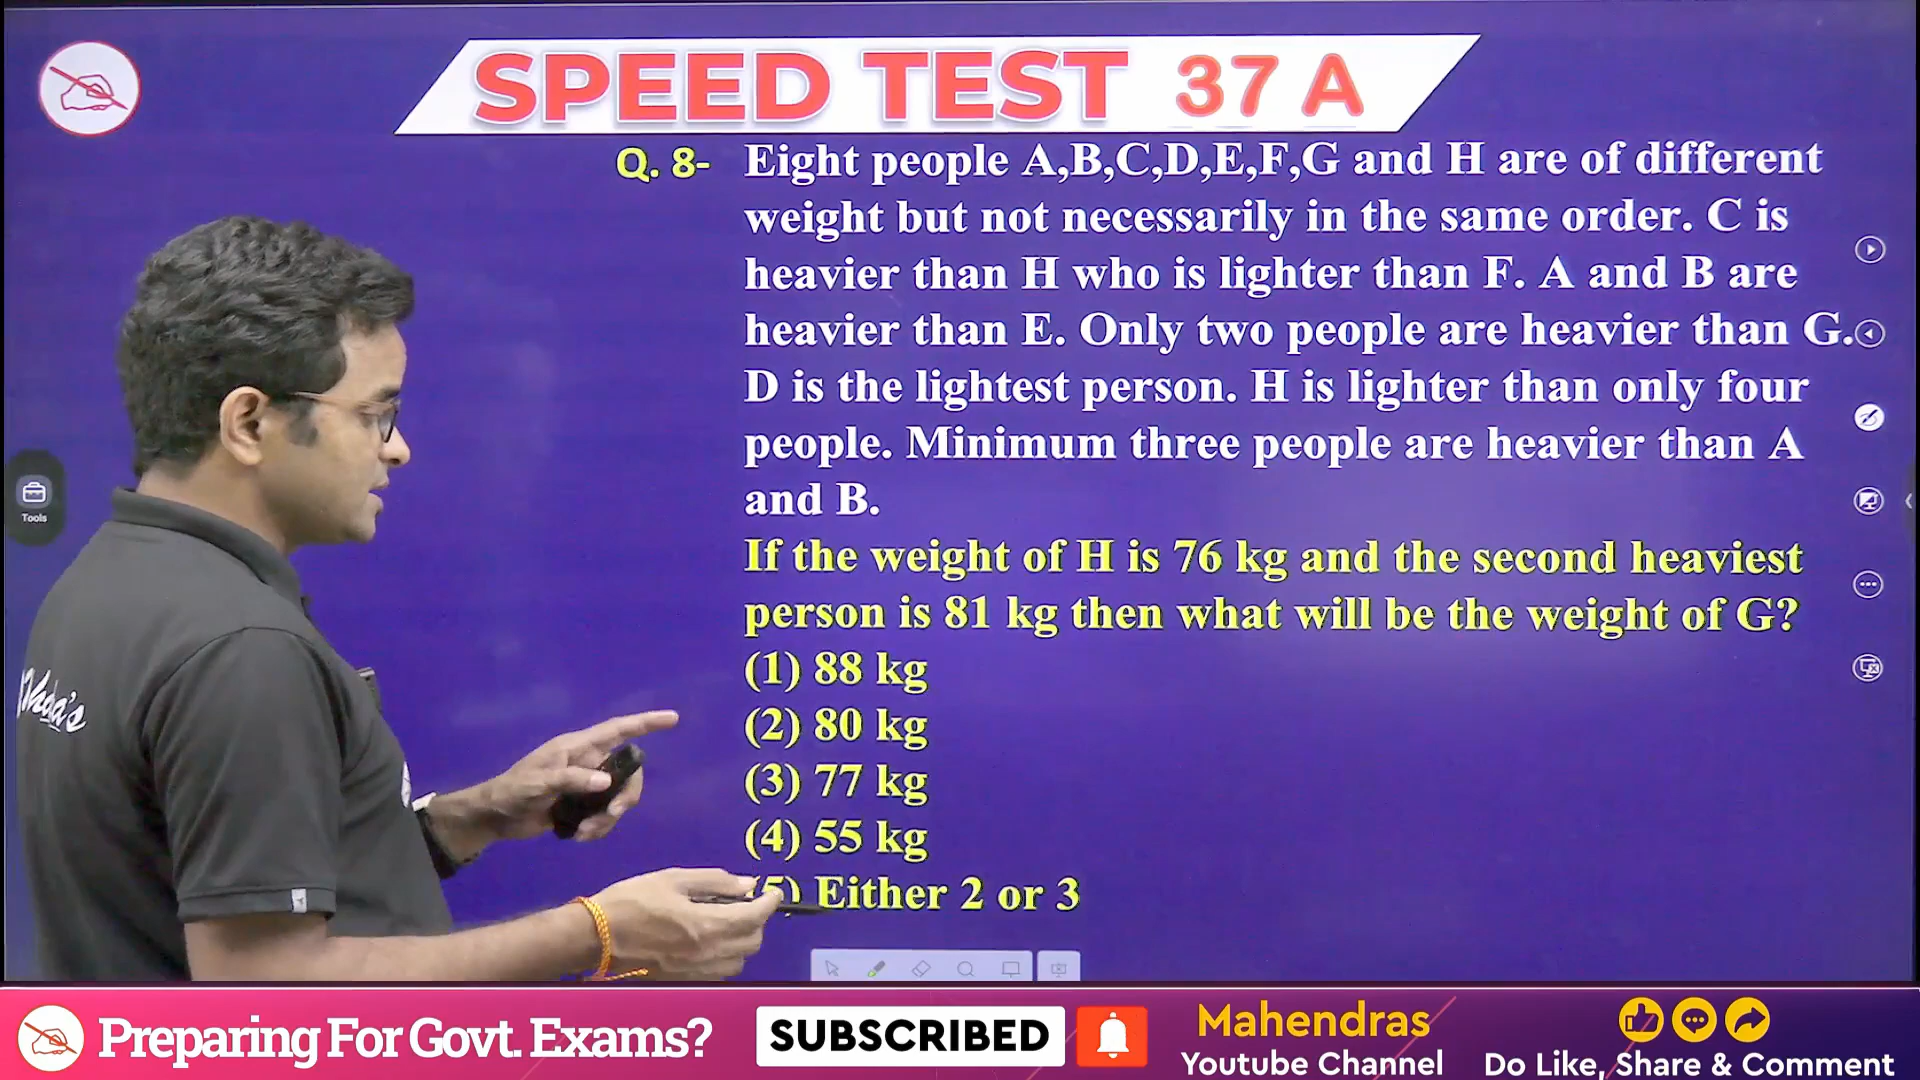 SPEED TEST 37 A
Q. 8- Eight people A,B,C,D,E,F,G and H are of different
weight but not necessarily in the same order. C is
heavier than H who is lighter than F. A and B are
heavier than E. Only two people are heavier than G.
D is the lightest person. H is lighter than only four
people. Minimum three people are heavier than A
and B.
If the weight of H is 76 kg and the second heaviest
person is 81 kg then what will be the weight of G?
(1) 88 kg
(2) 80 kg
(3) 77 kg
(4) 55 kg
(5) Either 2 or 3
Tools
Preparing For Govt. Exams?
SUBSCRIBED
Mahendras
Youtube Channel
Do Like, Share & Comment